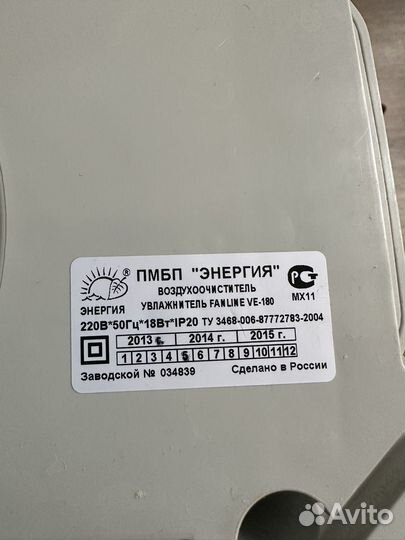 ПМБП "ЭНЕРГИЯ"
ВОЗДУХООЧИСТИТЕЛЬ
УВЛАЖНИТЕЛЬ FANLINE VE-180
ЭНЕРГИЯ
РСТ
МХ11
220В*50Гц*18Вт*IP20 ТУ 3468-006-87772783-2004
2013 г. 2014 г. 2015 г.
1 2 3 4 5 6 7 8 9 10 11 12
Заводской № 034839 Сделано в России
Avito